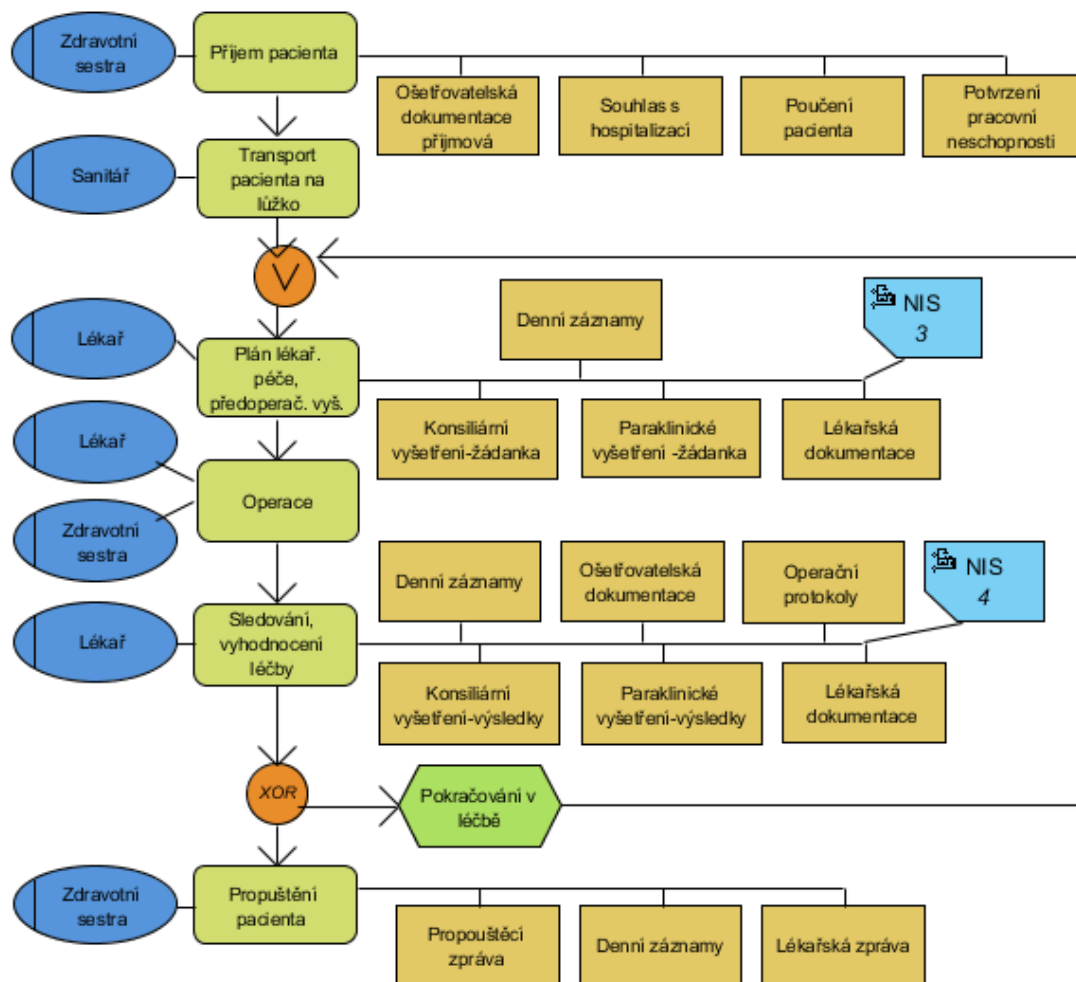 Zdravotní
sestra
Příjem pacienta
Ošetřovatelská
dokumentace
příjmová
Souhlas s
hospitalizací
Poučení
pacienta
Potvrzení
pracovní
neschopnosti
Sanitář
Transport
pacienta na
lůžko
V
Denní záznamy
NIS
3
Lékař
Plán lékař.
péče,
předoperač. vyš.
Konsiliární
vyšetření-žádanka
Paraklinické
vyšetření -žádanka
Lékařská
dokumentace
Lékař
Operace
Zdravotní
sestra
Denní záznamy
Ošetřovatelská
dokumentace
Operační
protokoly
NIS
4
Lékař
Sledování,
vyhodnocení
léčby
Konsiliární
vyšetření-výsledky
Paraklinické
vyšetření-výsledky
Lékařská
dokumentace
XOR
Pokračování v
léčbě
Zdravotní
sestra
Propuštění
pacienta
Propouštěcí
zpráva
Denní záznamy
Lékařská zpráva